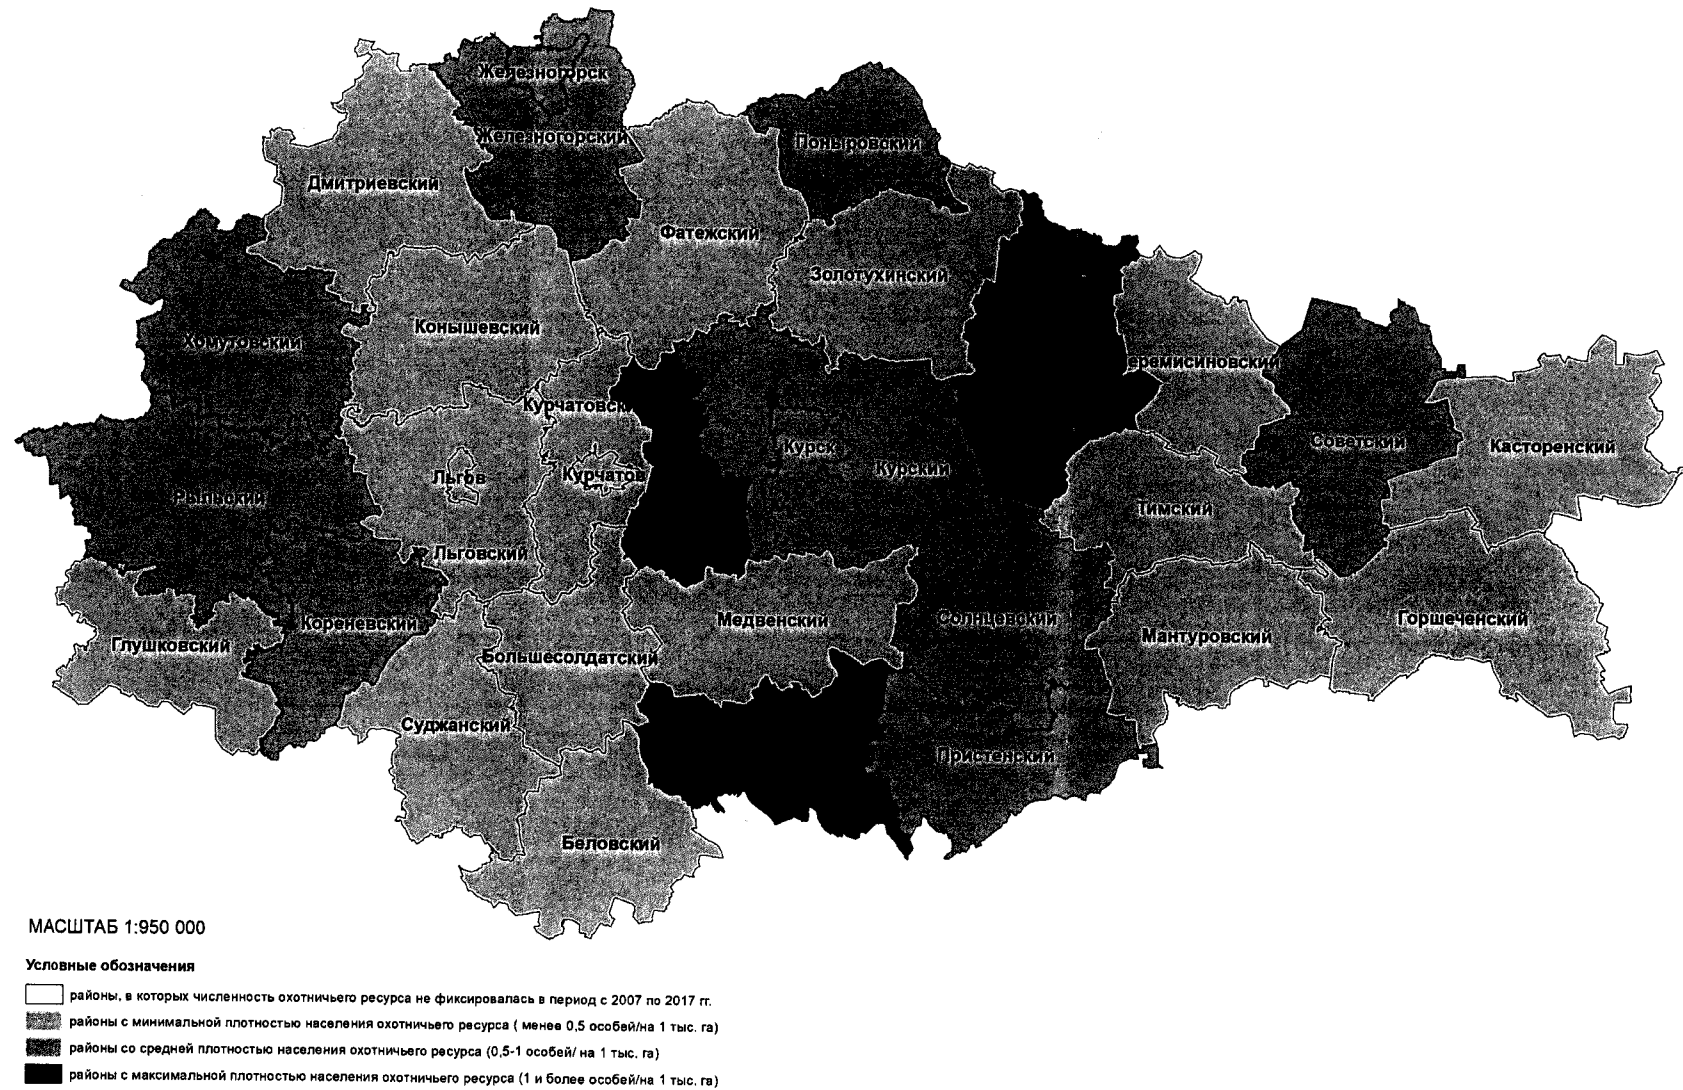 Железногорск
Железногорский
Поныровский
Дмитриевский
Фатежский
Золотухинский
Конышевский
Хомутовский
еремисиновский
Курчатовски
Советский
Касторенский
Курск
Курский
Льгов
Курчатов
Рыльский
Тимский
Льговский
Кореневский
Медвенский
Солнцевский
Горшеченский
Мантуровский
Глушковский
Большесолдатский
Суджанский
Пристенский
Беловский
МАСШТАБ 1:950 000
Условные обозначения
районы, в которых численность охотничьего ресурса не фиксировалась в период с 2007 по 2017 гг.
районы с минимальной плотностью населения охотничьего ресурса ( менее 0,5 особей/на 1 тыс. га)
районы со средней плотностью населения охотничьего ресурса (0,5-1 особей/ на 1 тыс. га)
районы с максимальной плотностью населения охотничьего ресурса (1 и более особей/на 1 тыс. га)